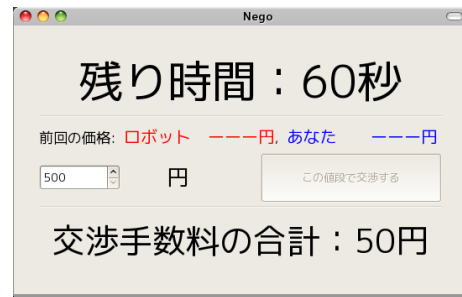 Nego
残り時間：60秒
前回の価格: ロボット　ーーー円, あなた　　ーーー円
500 円 この値段で交渉する
交渉手数料の合計：50円